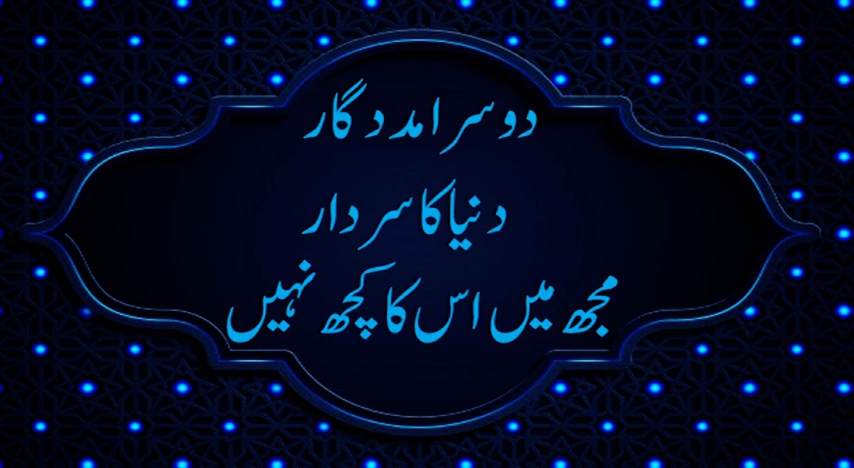 دوسرا مددگار
دنیا کا سردار
مجھ میں اس کا کچھ نہیں